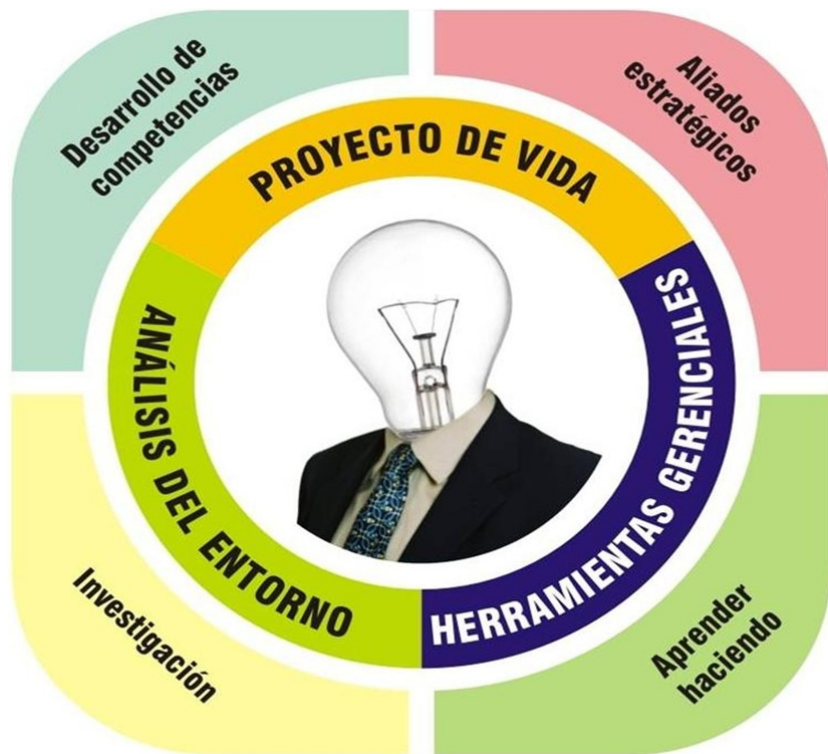 Desarrollo de
competencias
Aliados
estratégicos
PROYECTO DE VIDA
ANÁLISIS DEL ENTORNO
HERRAMIENTAS GERENCIALES
Investigación
Aprender
haciendo